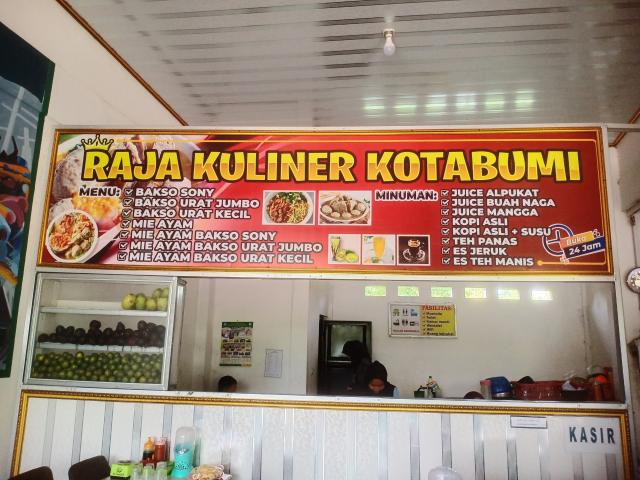 RAJA KULINER KOTABUMI
MENU:
BAKSO SONY
BAKSO URAT JUMBO
BAKSO URAT KECIL
MIE AYAM
MIE AYAM BAKSO SONY
MIE AYAM BAKSO URAT JUMBO
MIE AYAM BAKSO URAT KECIL
MINUMAN:
JUICE ALPUKAT
JUICE BUAH NAGA
JUICE MANGGA
KOPI ASLI
KOPI ASLI + SUSU
TEH PANAS
ES JERUK
ES TEH MANIS
Buka
24 Jam
FASILITAS
KASIR